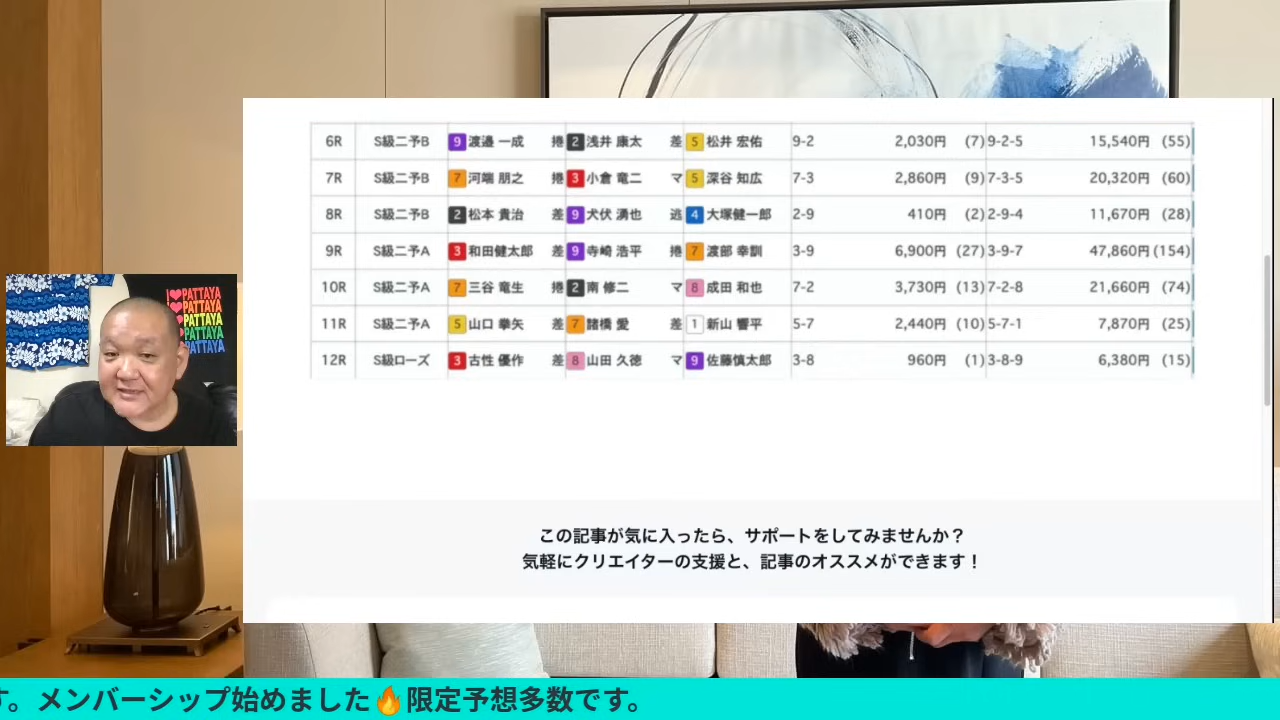 6R S級二予B 9 渡邉 一成 捲 2 浅井 康太 差 5 松井 宏佑 9-2 2,030円 (7) 9-2-5 15,540円 (55)
7R S級二予B 7 河端 朋之 捲 3 小倉 竜二 マ 5 深谷 知広 7-3 2,860円 (9) 7-3-5 20,320円 (60)
8R S級二予B 2 松本 貴治 差 9 犬伏 湧也 逃 4 大塚健一郎 2-9 410円 (2) 2-9-4 11,670円 (28)
9R S級二予A 3 和田健太郎 差 9 寺崎 浩平 捲 7 渡部 幸訓 3-9 6,900円 (27) 3-9-7 47,860円 (154)
10R S級二予A 7 三谷 竜生 捲 2 南 修二 マ 8 成田 和也 7-2 3,730円 (13) 7-2-8 21,660円 (74)
11R S級二予A 5 山口 拳矢 差 7 諸橋 愛 差 1 新山 響平 5-7 2,440円 (10) 5-7-1 7,870円 (25)
12R S級ローズ 3 古性 優作 差 8 山田 久徳 マ 9 佐藤慎太郎 3-8 960円 (1) 3-8-9 6,380円 (15)
I❤PATTAYA
I❤PATTAYA
I❤PATTAYA
I❤PATTAYA
PATTAYA
この記事が気に入ったら、サポートをしてみませんか？
気軽にクリエイターの支援と、記事のオススメができます！
す。メンバーシップ始めました🔥限定予想多数です。